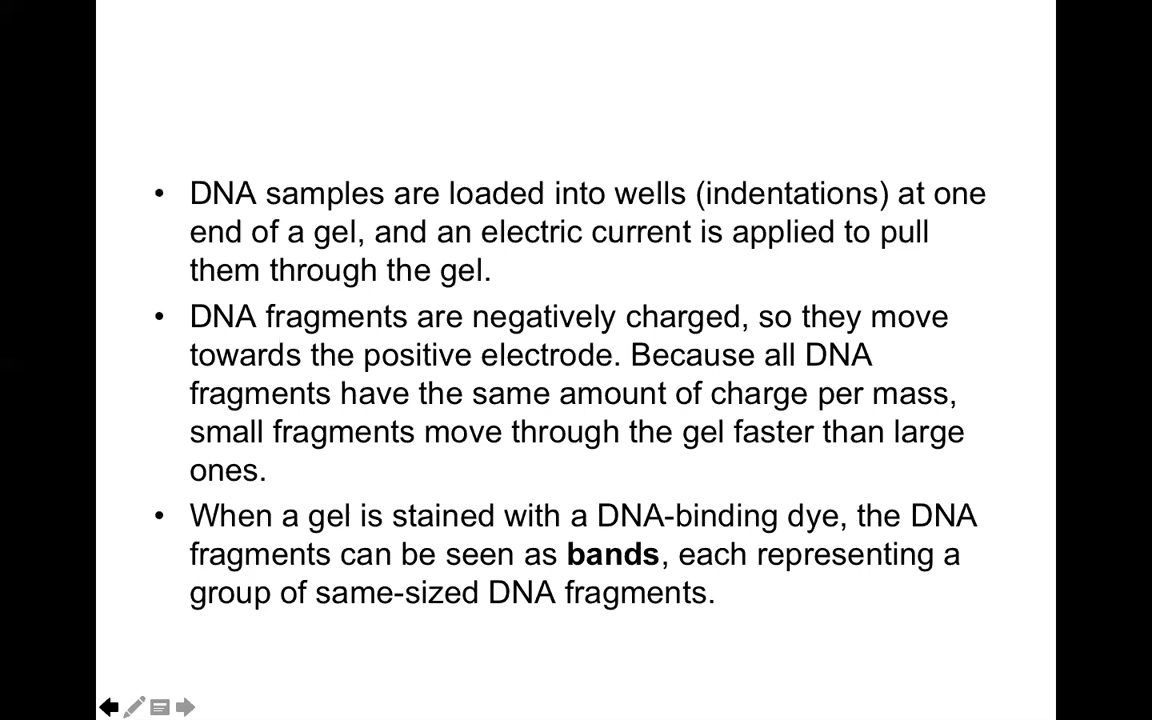 • DNA samples are loaded into wells (indentations) at one
end of a gel, and an electric current is applied to pull
them through the gel.
• DNA fragments are negatively charged, so they move
towards the positive electrode. Because all DNA
fragments have the same amount of charge per mass,
small fragments move through the gel faster than large
ones.
• When a gel is stained with a DNA-binding dye, the DNA
fragments can be seen as bands, each representing a
group of same-sized DNA fragments.